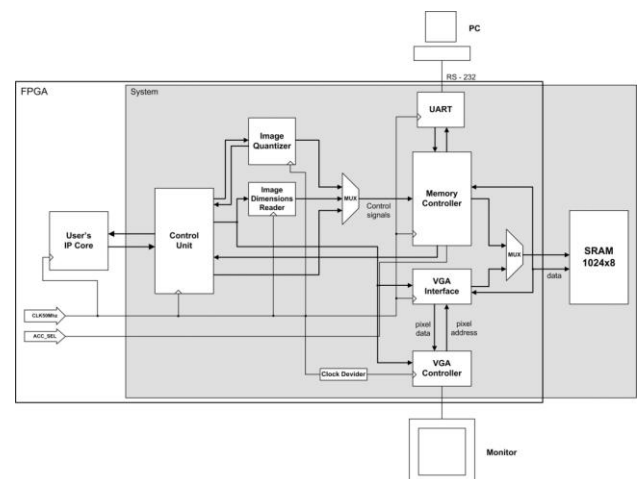 PC
RS - 232
FPGA
System
UART
Image
Quantizer
Image
Dimensions
Reader
MUX
Control
signals
Memory
Controller
User's
IP Core
Control
Unit
MUX
SRAM
1024x8
data
VGA
Interface
CLK50Mhz
ACC_SEL
pixel
data
pixel
address
Clock Devider
VGA
Controller
Monitor